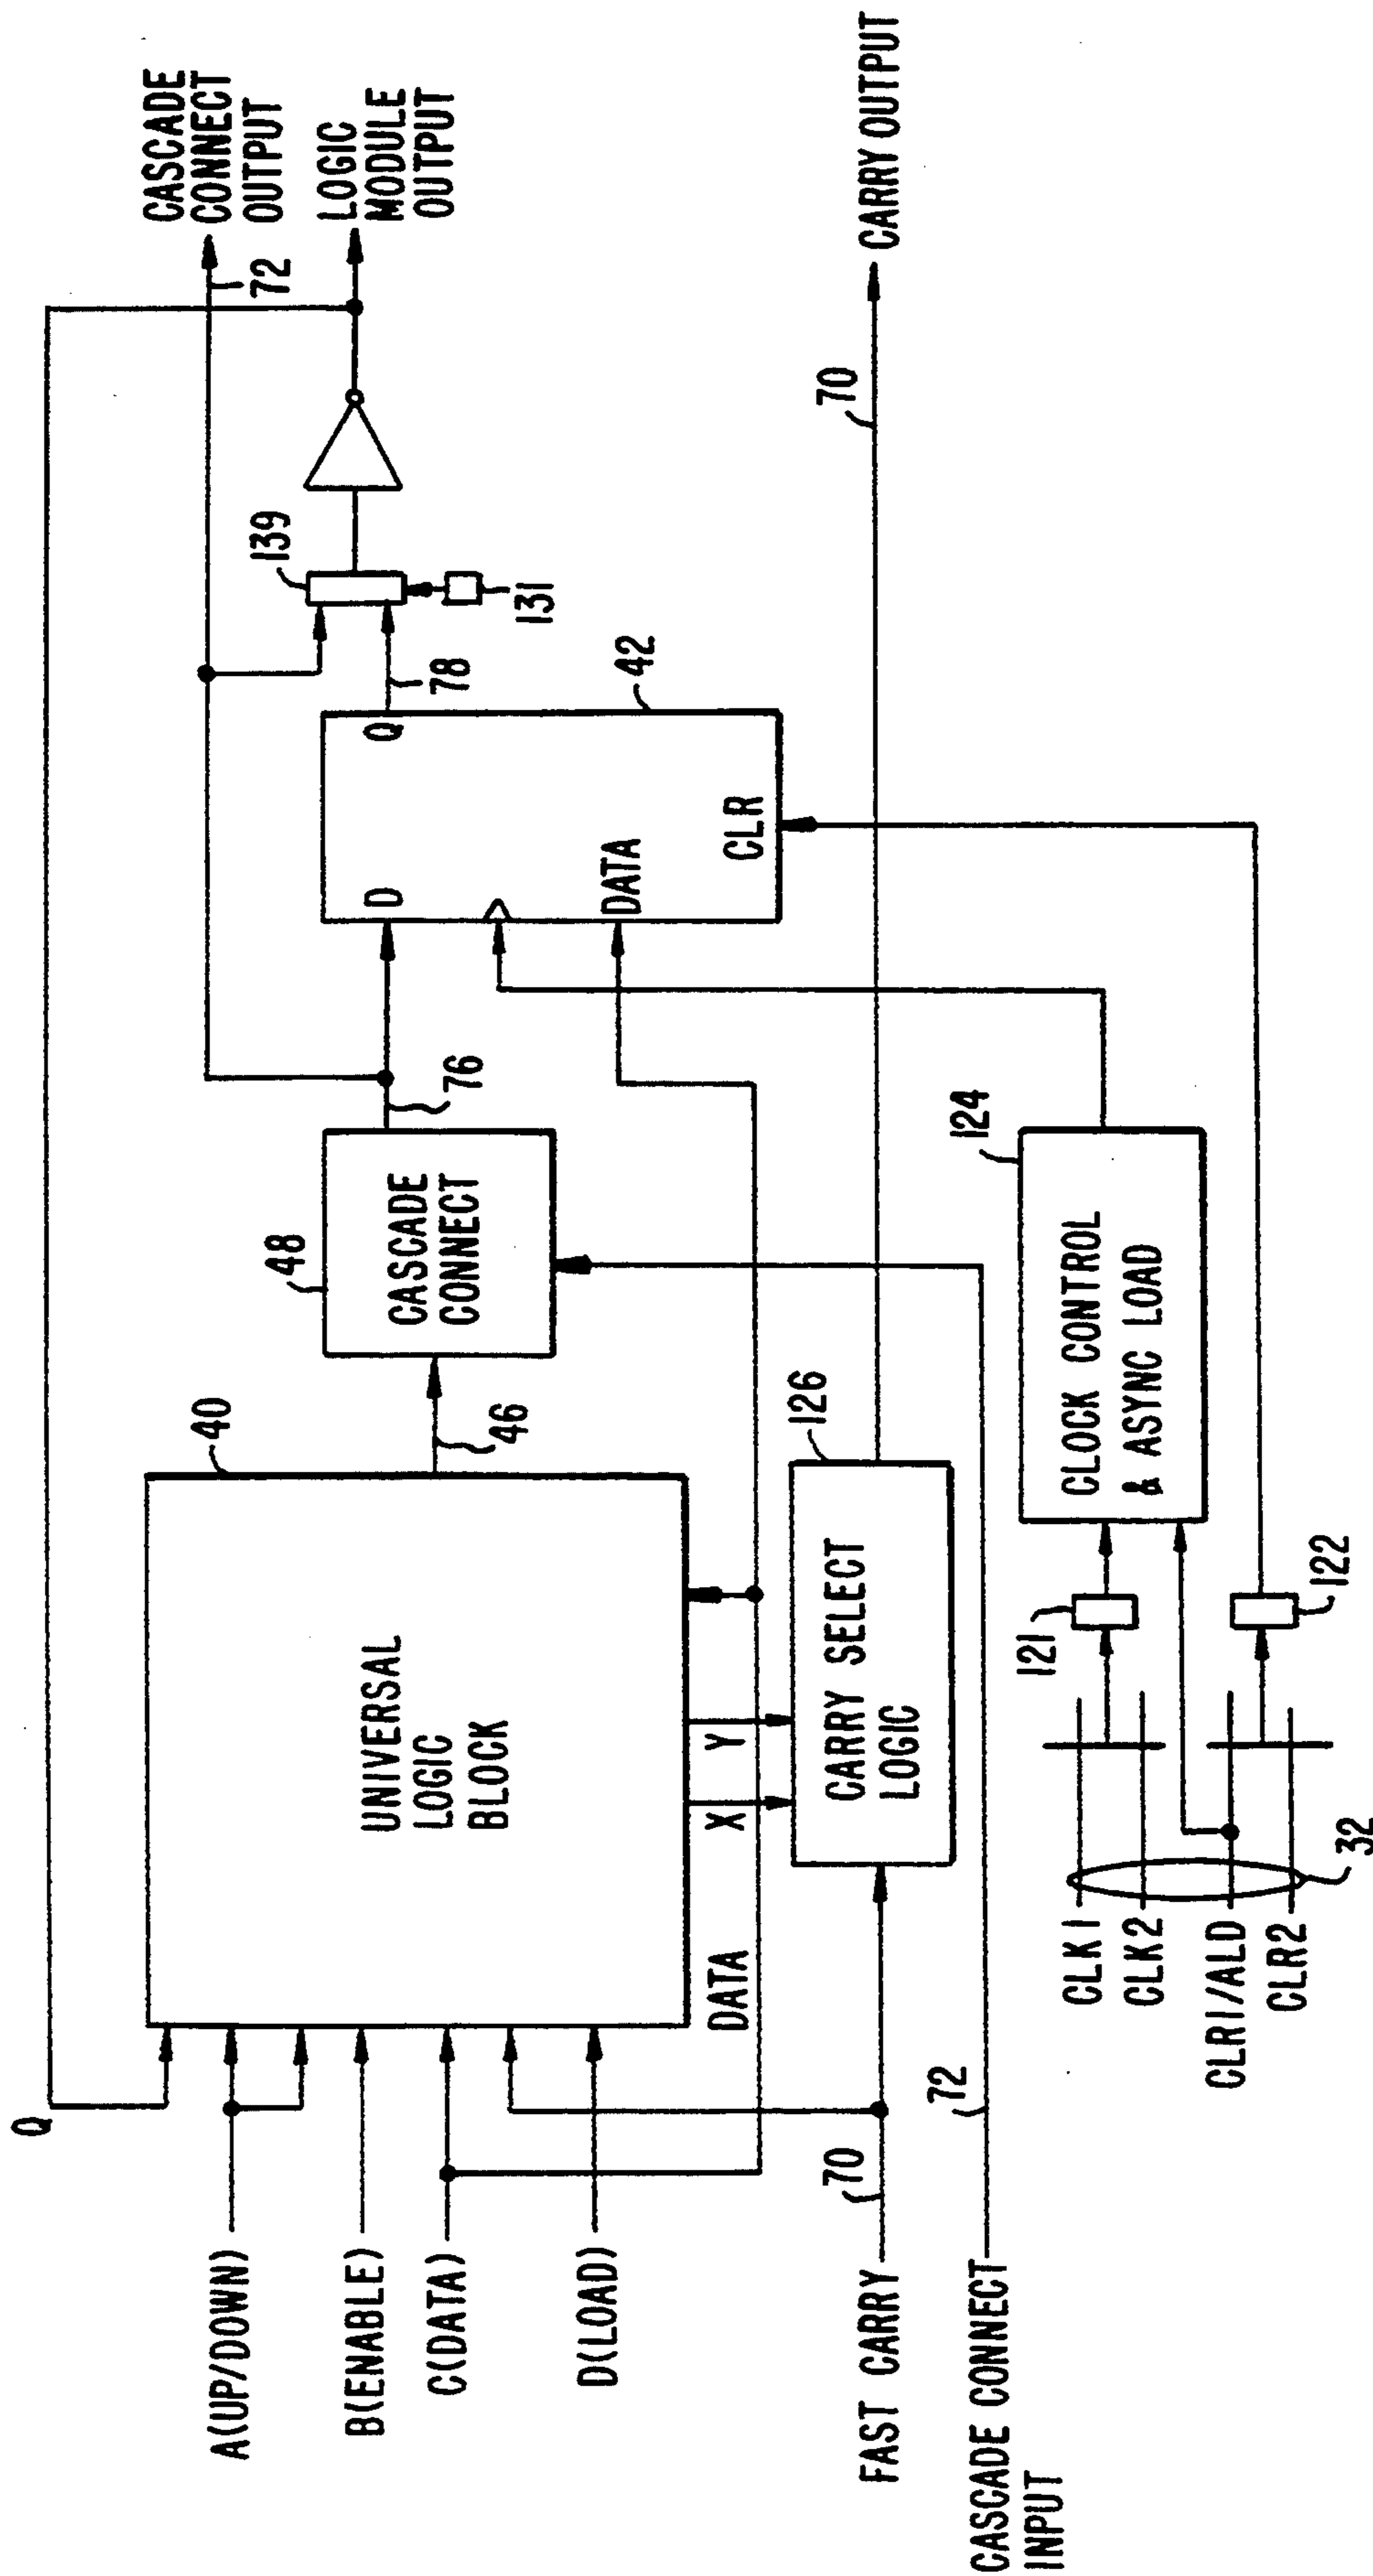 CASCADE
CONNECT
OUTPUT
72
LOGIC
MODULE
OUTPUT
Q
139
131
78
42
D
Q
DATA
CLR
76
48
CASCADE
CONNECT
40
46
UNIVERSAL
LOGIC
BLOCK
A(UP/DOWN)
B(ENABLE)
C(DATA)
D(LOAD)
DATA
X
Y
126
CARRY SELECT
LOGIC
FAST CARRY
70
70
CARRY OUTPUT
CASCADE CONNECT
INPUT
72
124
CLOCK CONTROL
& ASYNC LOAD
121
122
CLK1
CLK2
CLR1/ALD
CLR2
32